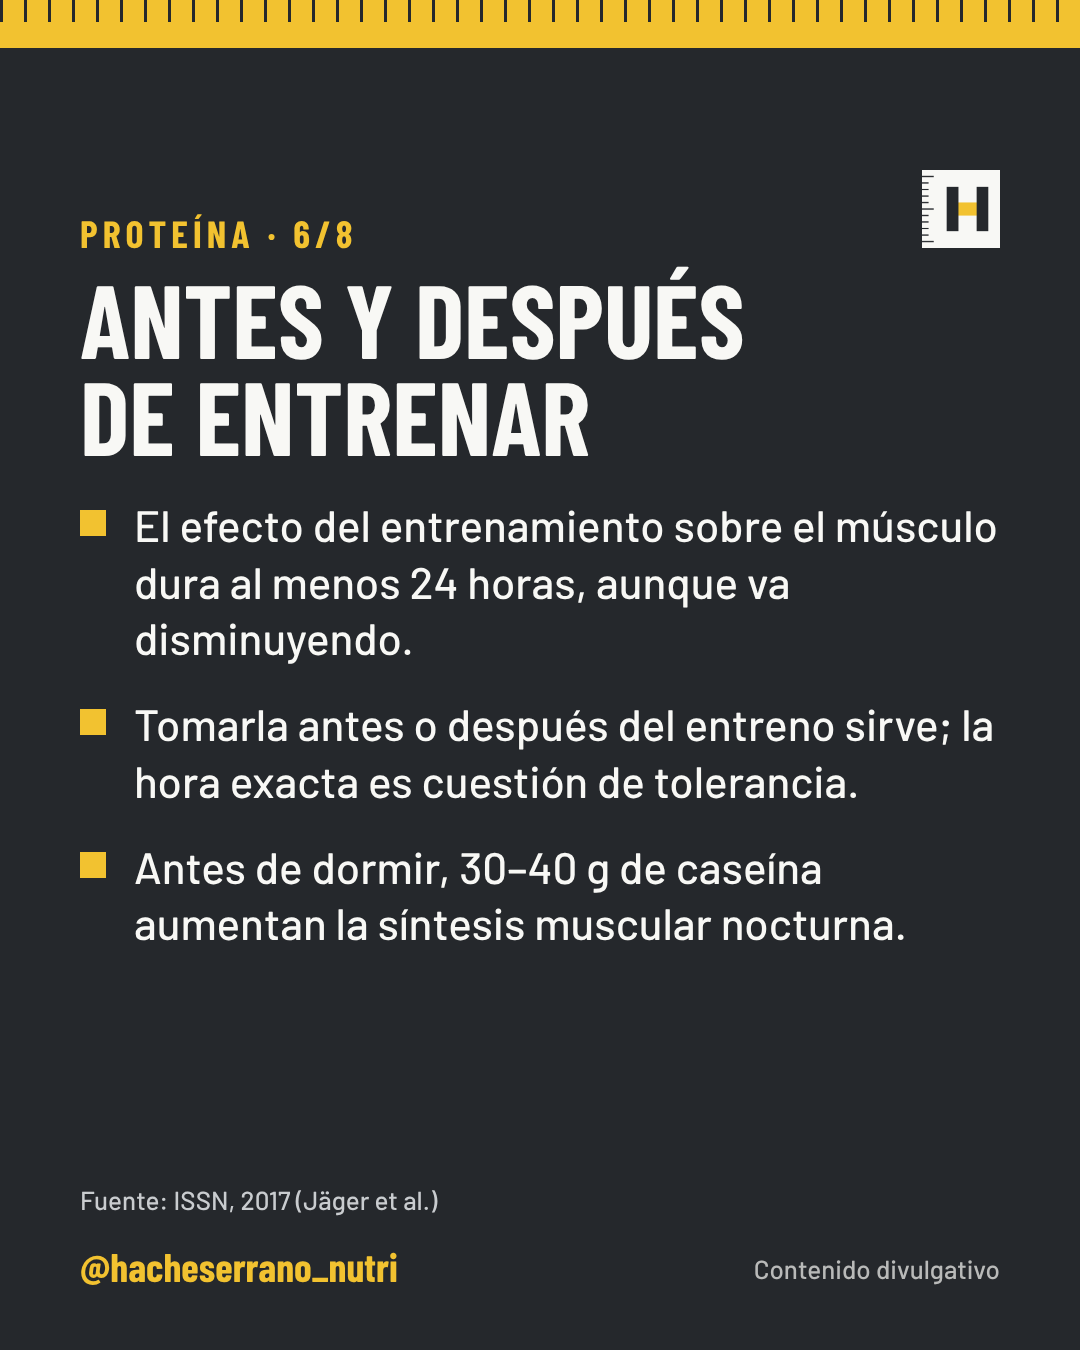 H
PROTEÍNA · 6/8
ANTES Y DESPUÉS
DE ENTRENAR
El efecto del entrenamiento sobre el músculo
dura al menos 24 horas, aunque va
disminuyendo.
Tomarla antes o después del entreno sirve; la
hora exacta es cuestión de tolerancia.
Antes de dormir, 30–40 g de caseína
aumentan la síntesis muscular nocturna.
Fuente: ISSN, 2017 (Jäger et al.)
@hacheserrano_nutri
Contenido divulgativo